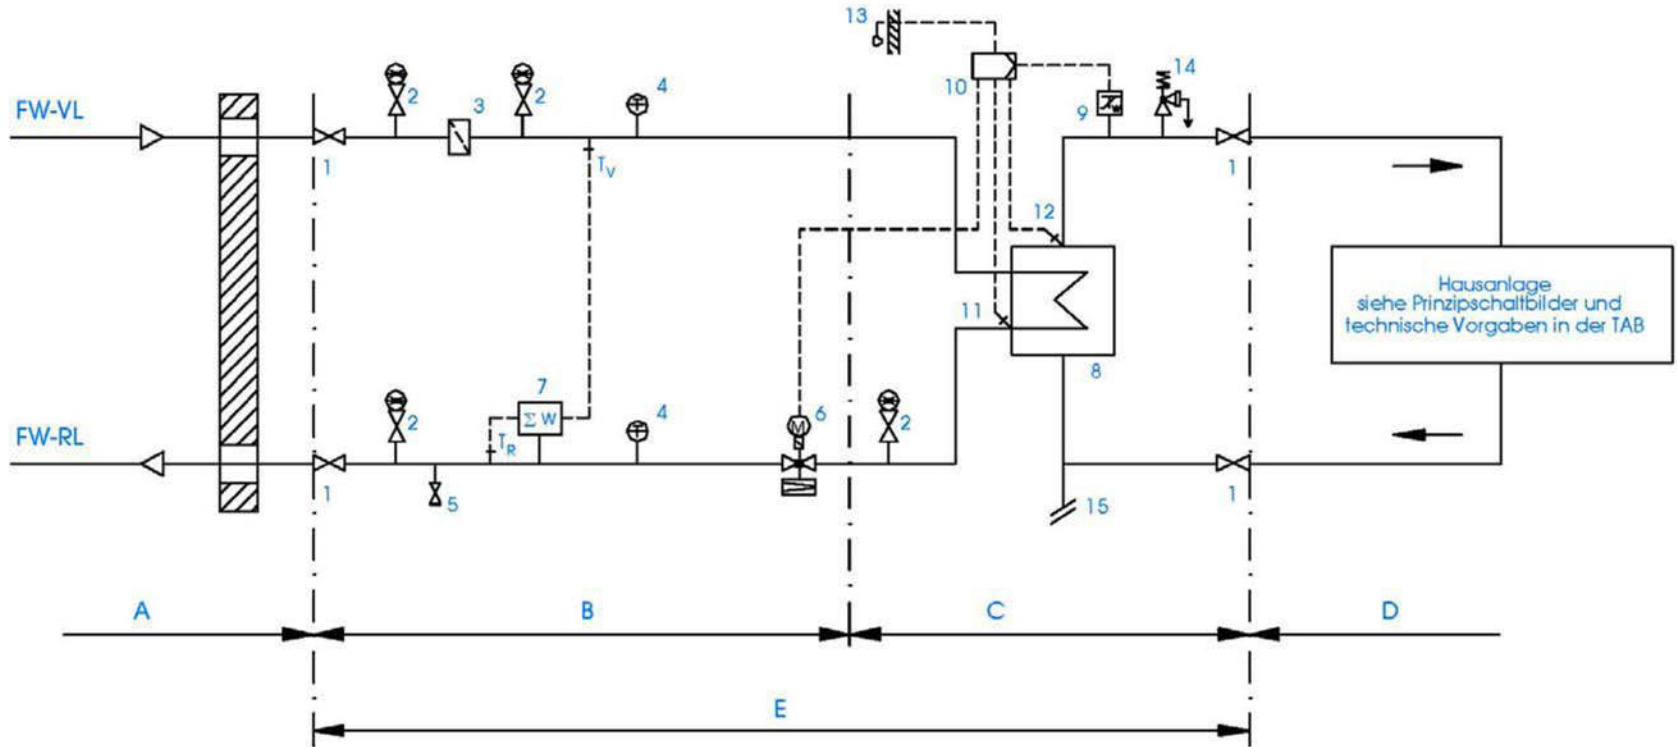 13
14
10
9
2
3
2
4
FW-VL
1
TV
1
12
Hausanlage
siehe Prinzipschaltbilder und
technische Vorgaben in der TAB
11
8
7
Σ W
4
M
6
2
2
FW-RL
TR
1
5
1
15
A
B
C
D
E